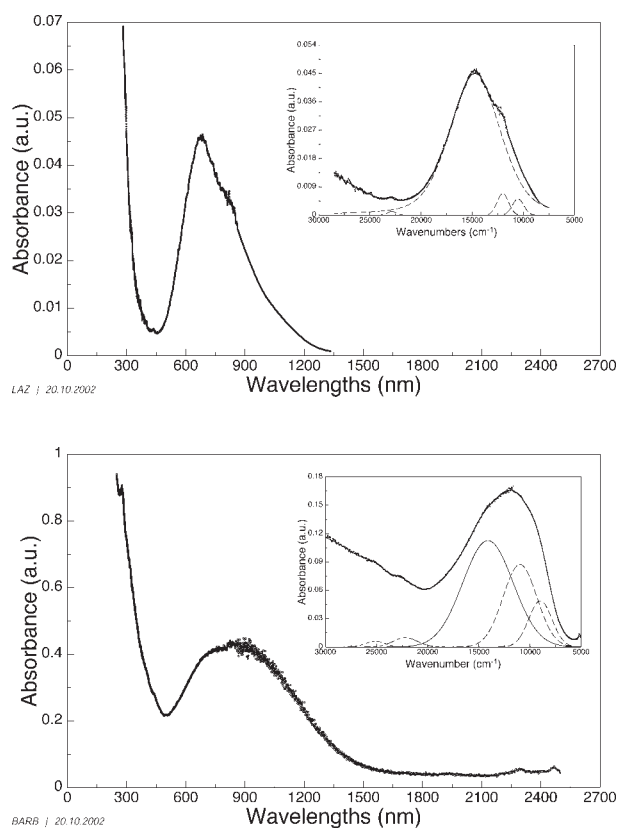 0.07
0.06
0.05
0.04
0.03
0.02
0.01
0
Absorbance (a.u.)
0 300 600 900 1200 1500 1800 2100 2400 2700
Wavelengths (nm)
0.054
0.045
0.036
0.027
0.018
0.009
0
Absorbance (a.u.)
30000 25000 20000 15000 10000 5000
Wavenumbers (cm-1)
LAZ | 20.10.2002
1
0.8
0.6
0.4
0.2
0
Absorbance (a.u.)
0 300 600 900 1200 1500 1800 2100 2400 2700
Wavelengths (nm)
0.18
0.15
0.12
0.09
0.06
0.03
Absorbance (a.u.)
30000 25000 20000 15000 10000 5000
Wavenumber (cm-1)
BARB | 20.10.2002